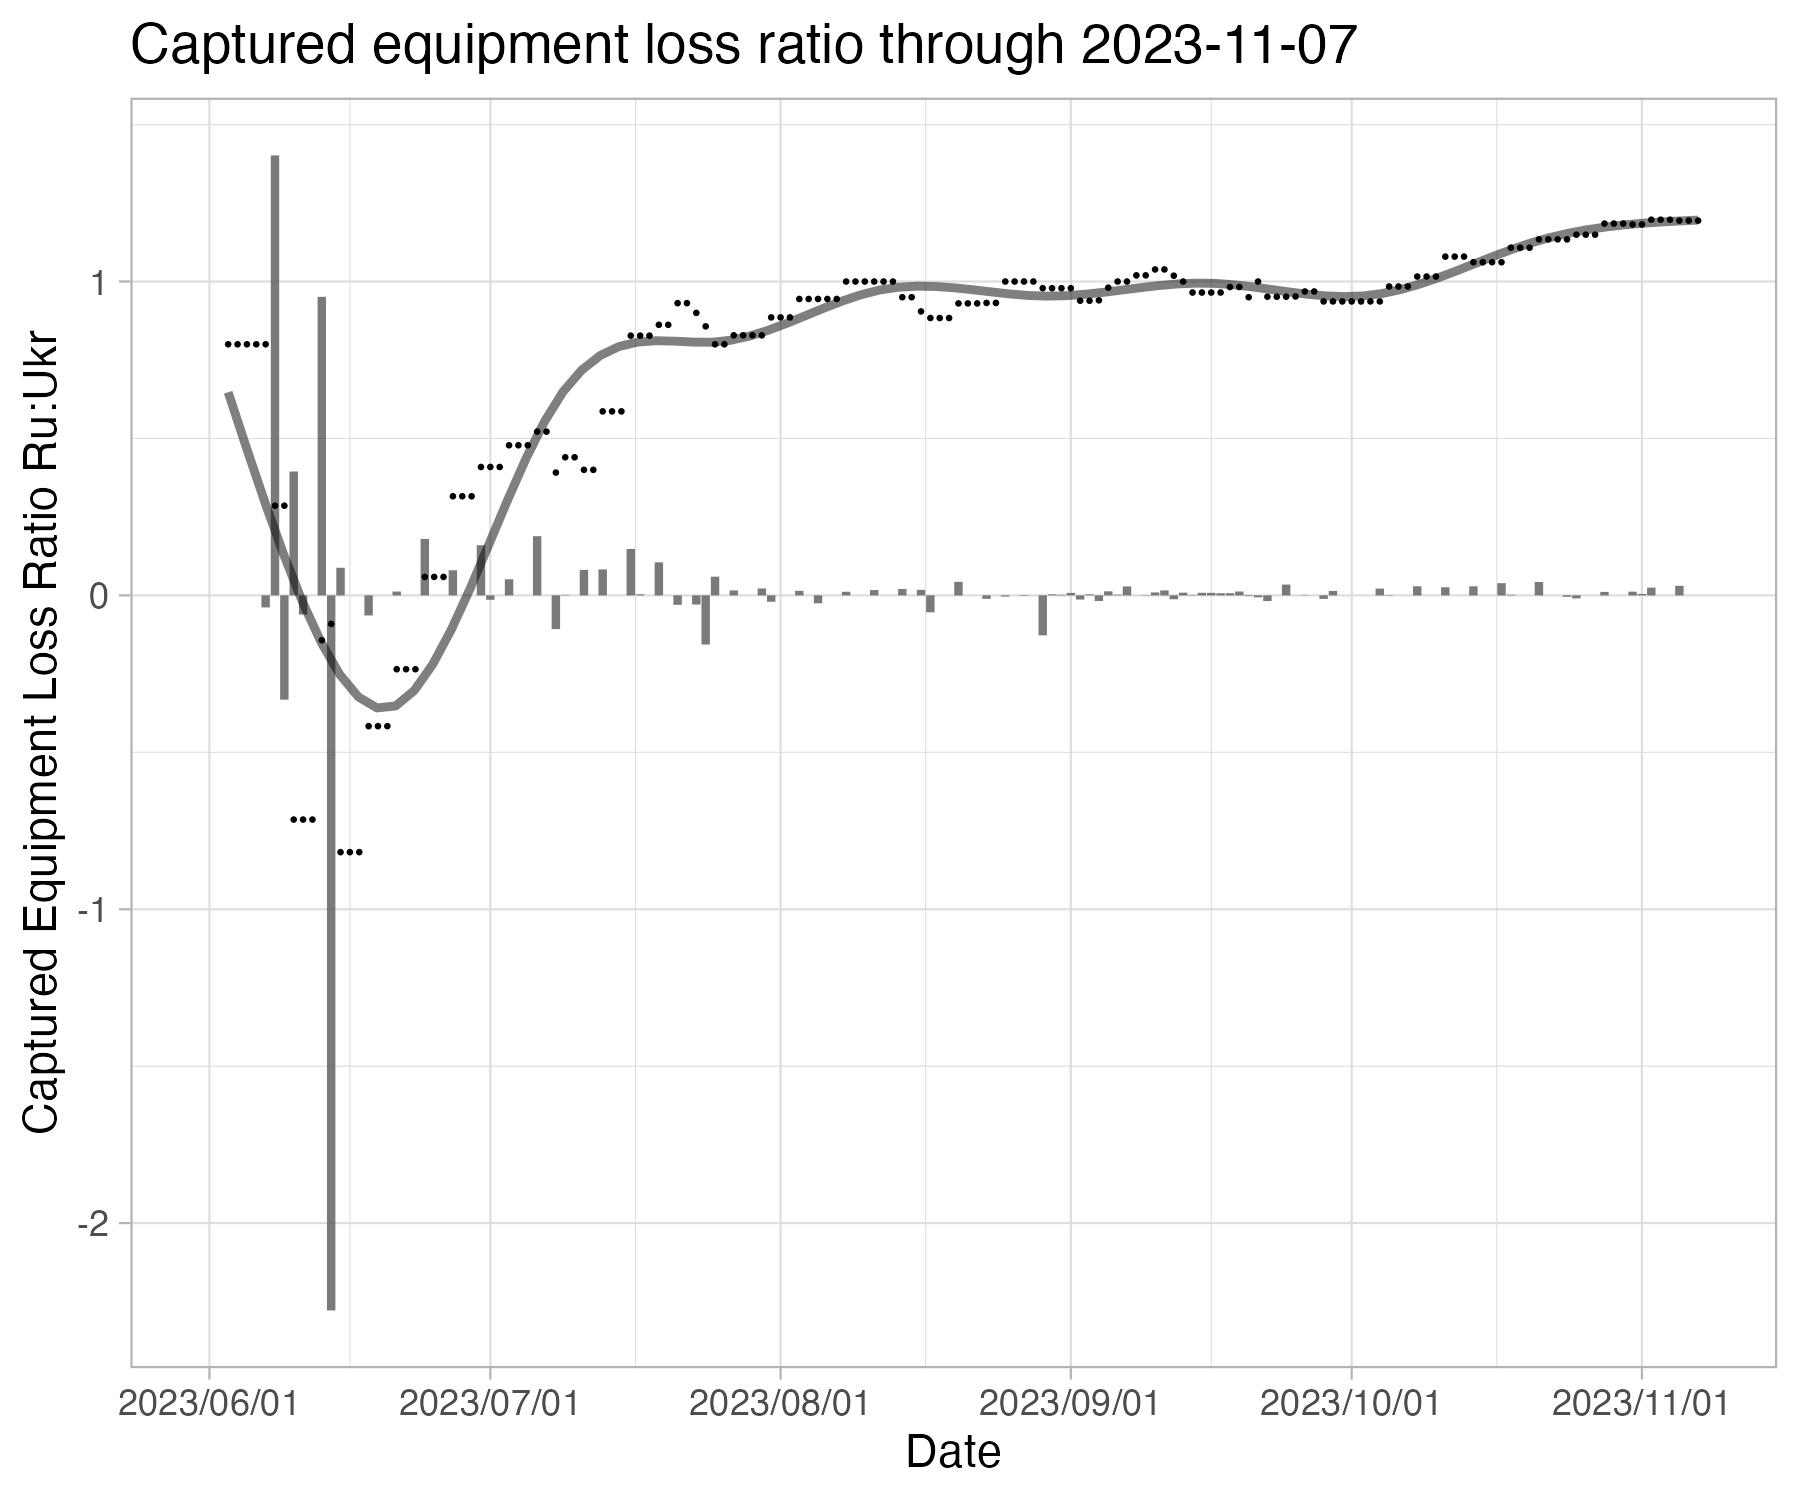 Captured equipment loss ratio through 2023-11-07
Captured Equipment Loss Ratio Ru:Ukr
1
0
-1
-2
2023/06/01 2023/07/01 2023/08/01 2023/09/01 2023/10/01 2023/11/01
Date